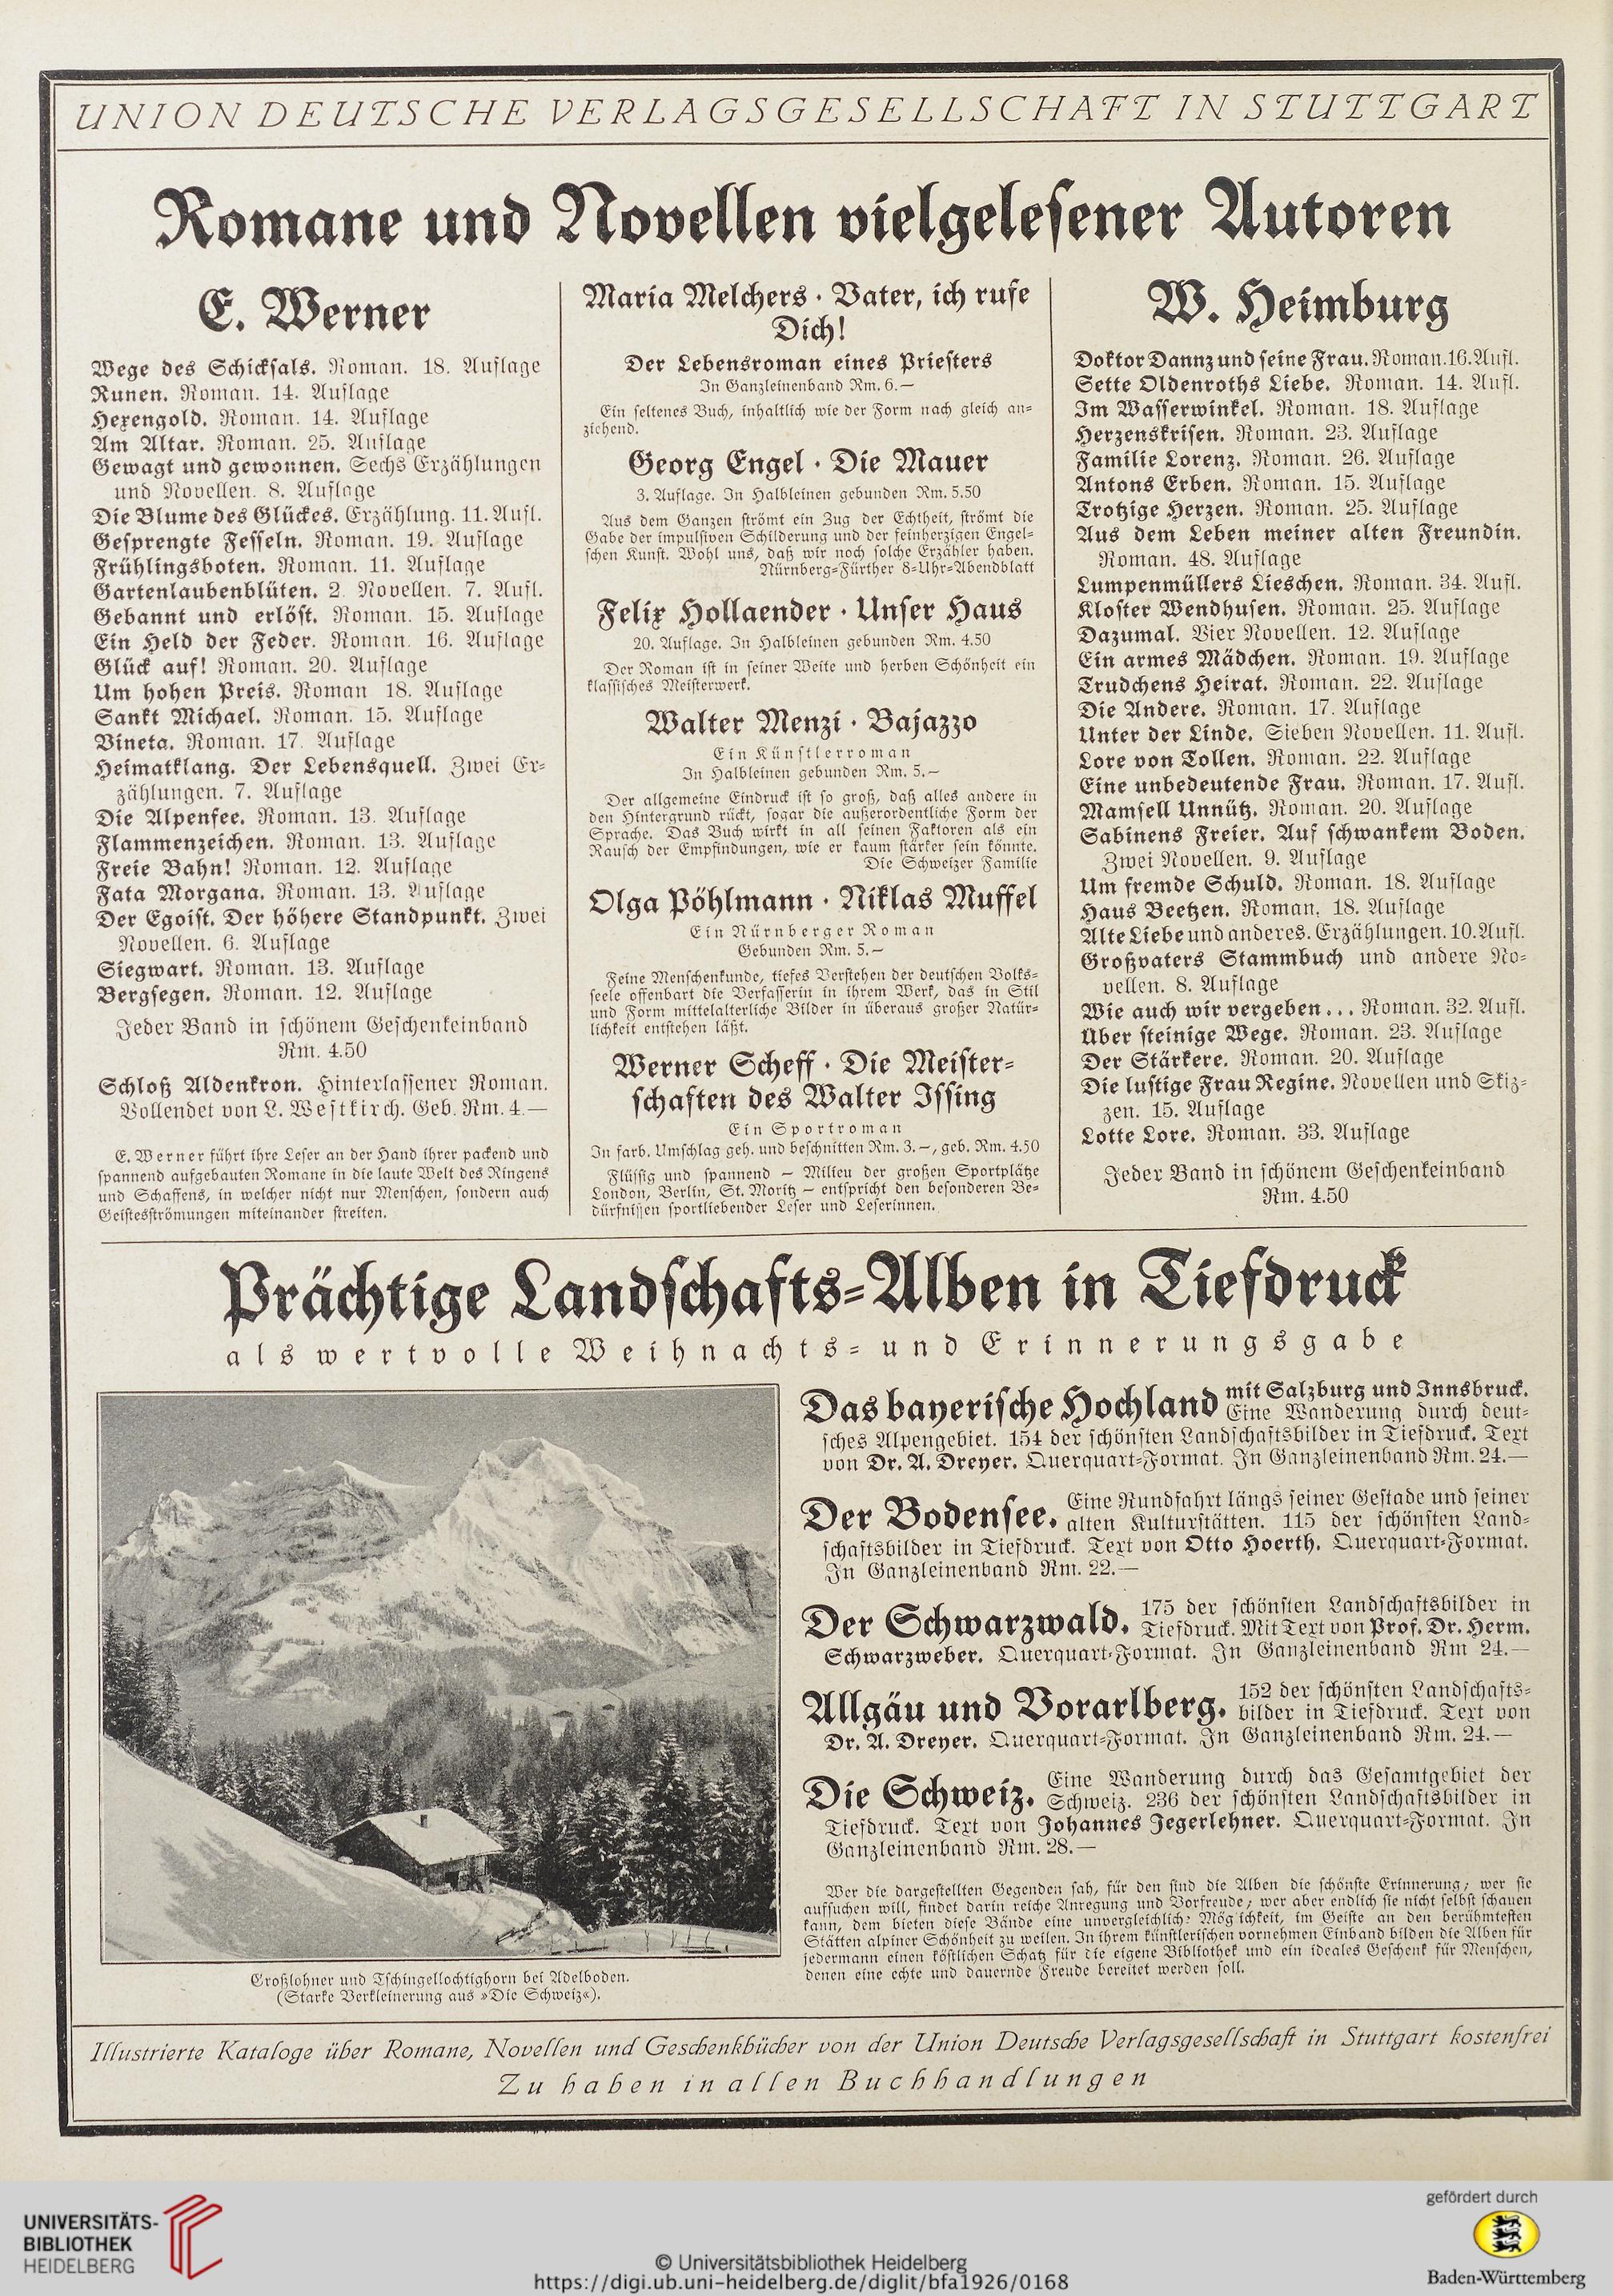 UNION DEUTSCHE VERLAGSGESELLSCHAFT IN STUTTGART
Romane und Novellen vielgelesener Autoren
E. Werner
Wege des Schicksals. Roman. 18. Auflage
Runen. Roman. 14. Auflage
Hexengold. Roman. 14. Auflage
Am Altar. Roman. 25. Auflage
Gewagt und gewonnen. Sechs Erzählungen
und Novellen. 8. Auflage
Die Blume des Glückes. Erzählung. 11. Aufl.
Gesprengte Fesseln. Roman. 19. Auflage
Frühlingsboten. Roman. 11. Auflage
Gartenlaubenblüten. 2 Novellen. 7. Aufl.
Gebannt und erlöst. Roman. 15. Auflage
Ein Held der Feder. Roman. 16. Auflage
Glück auf! Roman. 20. Auflage
Um hohen Preis. Roman 18. Auflage
Sankt Michael. Roman. 15. Auflage
Vineta. Roman. 17. Auflage
Heimatklang. Der Lebensquell. Zwei Er-
zählungen. 7. Auflage
Die Alpenfee. Roman. 13. Auflage
Flammenzeichen. Roman. 13. Auflage
Freie Bahn! Roman. 12. Auflage
Fata Morgana. Roman. 13. Auflage
Der Egoist. Der höhere Standpunkt. Zwei
Novellen. 6. Auflage
Siegwart. Roman. 13. Auflage
Bergsegen. Roman. 12. Auflage
Jeder Band in schönem Geschenkeinband
Rm. 4.50
Schloß Aldenkron. Hinterlassener Roman.
Vollendet von L. Westkirch. Geb. Rm. 4.—
E. Werner führt ihre Leser an der Hand ihrer packend und
spannend aufgebauten Romane in die laute Welt des Ringens
und Schaffens, in welcher nicht nur Menschen, sondern auch
Geistesströmungen miteinander streiten.
Maria Melchers · Vater, ich rufe
Dich!
Der Lebensroman eines Priesters
In Ganzleinenband Rm. 6.—
Ein seltenes Buch, inhaltlich wie der Form nach gleich an-
ziehend.
Georg Engel · Die Mauer
3. Auflage. In Halbleinen gebunden Rm. 5.50
Aus dem Ganzen strömt ein Zug der Echtheit, strömt die
Gabe der impulsiven Schilderung und der feinherzigen Engel-
schen Kunst. Wohl uns, daß wir noch solche Erzähler haben.
Nürnberg-Fürther 8-Uhr-Abendblatt
Felix Hollaender · Unser Haus
20. Auflage. In Halbleinen gebunden Rm. 4.50
Der Roman ist in seiner Weite und herben Schönheit ein
klassisches Meisterwerk.
Walter Menzi · Bajazzo
Ein Künstlerroman
In Halbleinen gebunden Rm. 5.—
Der allgemeine Eindruck ist so groß, daß alles andere in
den Hintergrund rückt, sogar die außerordentliche Form der
Sprache. Das Buch wirkt in all seinen Faktoren als ein
Rausch der Empfindungen, wie er kaum stärker sein könnte.
Die Schweizer Familie
Olga Pöhlmann · Niklas Muffel
Ein Nürnberger Roman
Gebunden Rm. 5.—
Feine Menschenkunde, tiefes Verstehen der deutschen Volks-
seele offenbart die Verfasserin in ihrem Werk, das in Stil
und Form mittelalterliche Bilder in überaus großer Natür-
lichkeit entstehen läßt.
Werner Scheff · Die Meister-
schaften des Walter Issing
Ein Sportroman
In farb. Umschlag geh. und beschnitten Rm. 3.—, geb. Rm. 4.50
Flüssig und spannend — Milieu der großen Sportplätze
London, Berlin, St. Moritz — entspricht den besonderen Be-
dürfnissen sportliebender Leser und Leserinnen.
W. Heimburg
Doktor Dannz und seine Frau. Roman. 16. Aufl.
Sette Oldenroths Liebe. Roman. 14. Aufl.
Im Wasserwinkel. Roman. 18. Auflage
Herzenskrisen. Roman. 23. Auflage
Familie Lorenz. Roman. 26. Auflage
Antons Erben. Roman. 15. Auflage
Trotzige Herzen. Roman. 25. Auflage
Aus dem Leben meiner alten Freundin.
Roman. 48. Auflage
Lumpenmüllers Lieschen. Roman. 34. Aufl.
Kloster Wendhusen. Roman. 25. Auflage
Dazumal. Vier Novellen. 12. Auflage
Ein armes Mädchen. Roman. 19. Auflage
Trudchens Heirat. Roman. 22. Auflage
Die Andere. Roman. 17. Auflage
Unter der Linde. Sieben Novellen. 11. Aufl.
Lore von Tollen. Roman. 22. Auflage
Eine unbedeutende Frau. Roman. 17. Aufl.
Mamsell Unnütz. Roman. 20. Auflage
Sabinens Freier. Auf schwankem Boden.
Zwei Novellen. 9. Auflage
Um fremde Schuld. Roman. 18. Auflage
Haus Beetzen. Roman. 18. Auflage
Alte Liebe und anderes. Erzählungen. 10. Aufl.
Großvaters Stammbuch und andere No-
vellen. 8. Auflage
Wie auch wir vergeben... Roman. 32. Aufl.
Über steinige Wege. Roman. 23. Auflage
Der Stärkere. Roman. 20. Auflage
Die lustige Frau Regine. Novellen und Skiz-
zen. 15. Auflage
Lotte Lore. Roman. 33. Auflage
Jeder Band in schönem Geschenkeinband
Rm. 4.50
Prächtige Landschafts-Alben in Tiefdruck
als wertvolle Weihnachts- und Erinnerungsgabe
Großlohner und Tschingellochtighorn bei Adelboden.
(Starke Verkleinerung aus »Die Schweiz«).
Das bayerische Hochland mit Salzburg und Innsbruck.
Eine Wanderung durch deut-
sches Alpengebiet. 154 der schönsten Landschaftsbilder in Tiefdruck. Text
von Dr. A. Dreyer. Querquart-Format. In Ganzleinenband Rm. 24.—
Der Bodensee. Eine Rundfahrt längs seiner Gestade und seiner
alten Kulturstätten. 115 der schönsten Land-
schaftsbilder in Tiefdruck. Text von Otto Hoerth. Querquart-Format.
In Ganzleinenband Rm. 22.—
Der Schwarzwald. 175 der schönsten Landschaftsbilder in
Tiefdruck. Mit Text von Prof. Dr. Herm.
Schwarzweber. Querquart-Format. In Ganzleinenband Rm 24.—
Allgäu und Vorarlberg. 152 der schönsten Landschafts-
bilder in Tiefdruck. Text von
Dr. A. Dreyer. Querquart-Format. In Ganzleinenband Rm. 24.—
Die Schweiz. Eine Wanderung durch das Gesamtgebiet der
Schweiz. 236 der schönsten Landschaftsbilder in
Tiefdruck. Text von Johannes Jegerlehner. Querquart-Format. In
Ganzleinenband Rm. 28.—
Wer die dargestellten Gegenden sah, für den sind die Alben die schönste Erinnerung; wer sie
aufsuchen will, findet darin reiche Anregung und Vorfreude; wer aber endlich sie nicht selbst schauen
kann, dem bieten diese Bände eine unvergleichliche Möglichkeit, im Geiste an den berühmtesten
Stätten alpiner Schönheit zu weilen. In ihrem künstlerischen vornehmen Einband bilden die Alben für
jedermann einen köstlichen Schatz für die eigene Bibliothek und ein ideales Geschenk für Menschen,
denen eine echte und dauernde Freude bereitet werden soll.
Illustrierte Kataloge über Romane, Novellen und Geschenkbücher von der Union Deutsche Verlagsgesellschaft in Stuttgart kostenfrei
Zu haben in allen Buchhandlungen
UNIVERSITÄTS-
BIBLIOTHEK
HEIDELBERG
© Universitätsbibliothek Heidelberg
https://digi.ub.uni-heidelberg.de/diglit/bfa1926/0168
gefördert durch
Baden-Württemberg